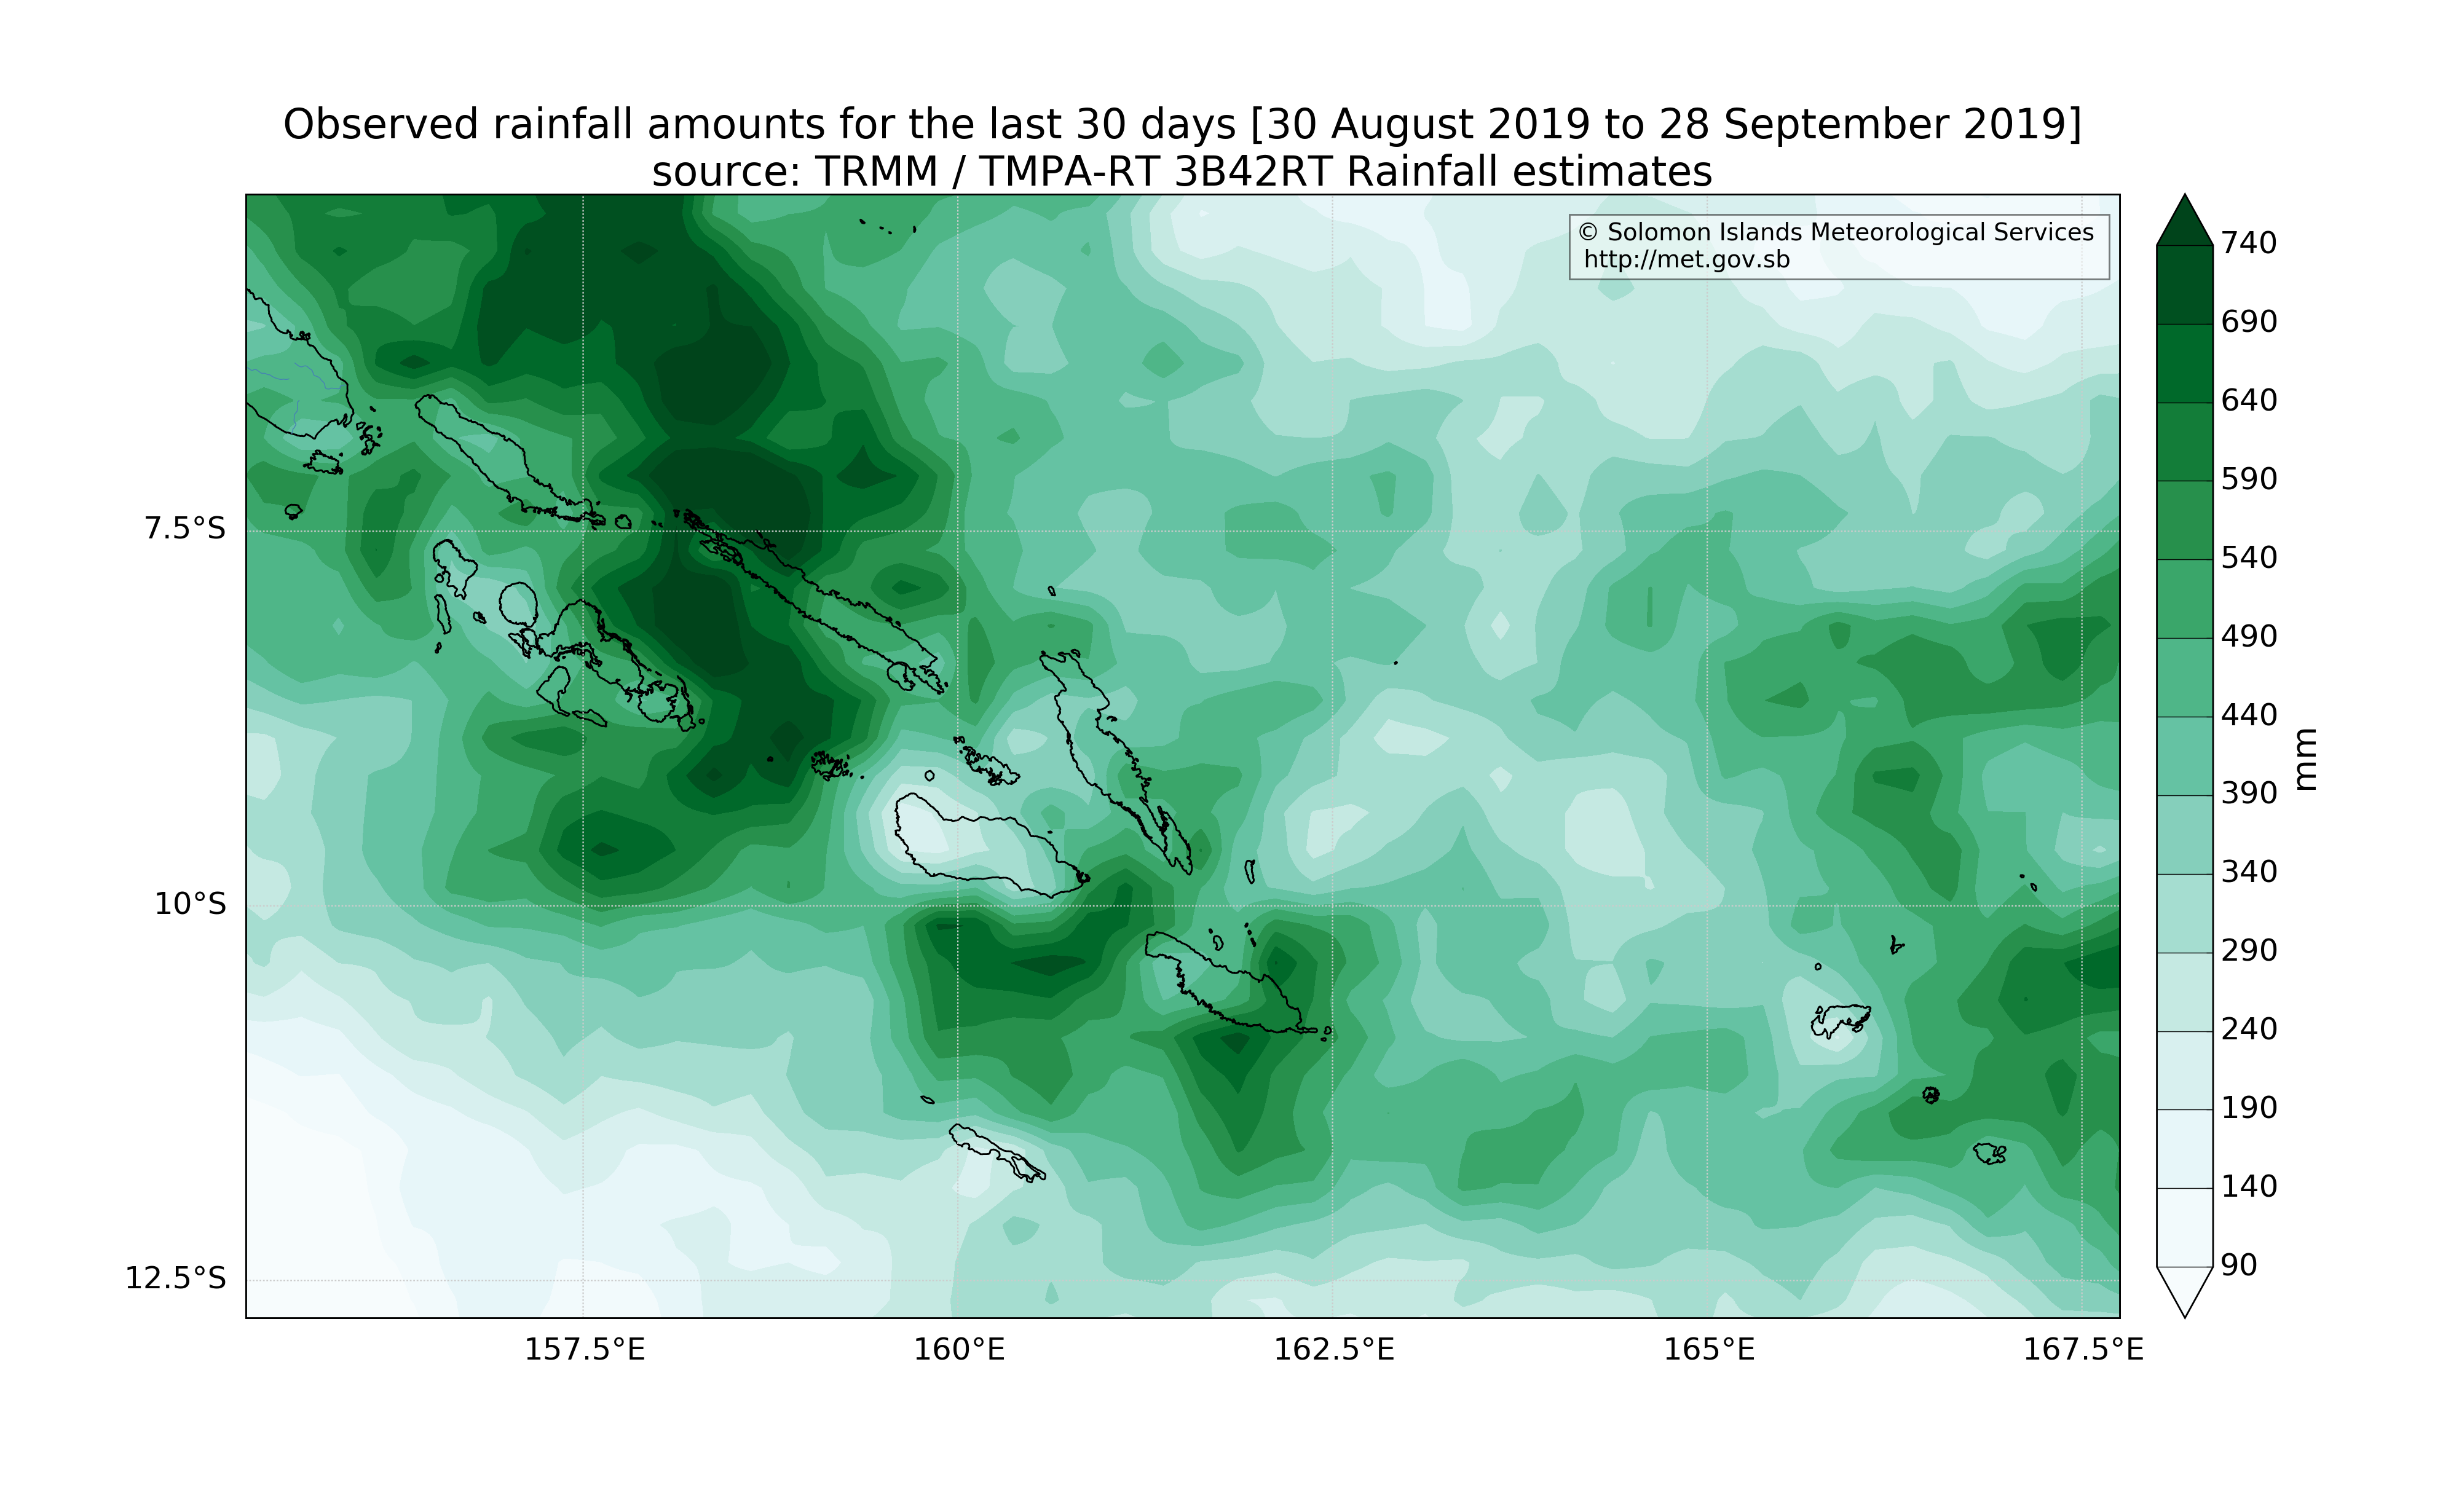 Observed rainfall amounts for the last 30 days [30 August 2019 to 28 September 2019]
source: TRMM / TMPA-RT 3B42RT Rainfall estimates
© Solomon Islands Meteorological Services
http://met.gov.sb
7.5°S
10°S
12.5°S
157.5°E
160°E
162.5°E
165°E
167.5°E
740
690
640
590
540
490
440
390
340
290
240
190
140
90
mm